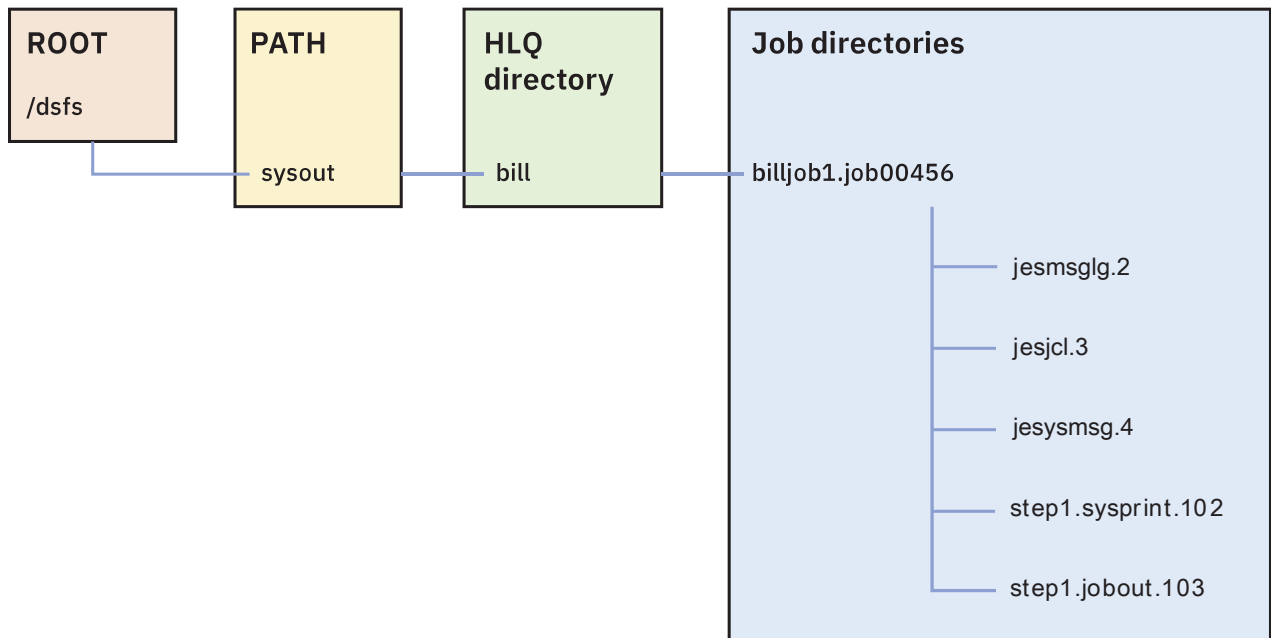 ROOT
/dsfs
PATH
sysout
HLQ
directory
bill
Job directories
billjob1.job00456
jesmsglg.2
jesjcl.3
jesysmsg.4
step1.sysprint.102
step1.jobout.103